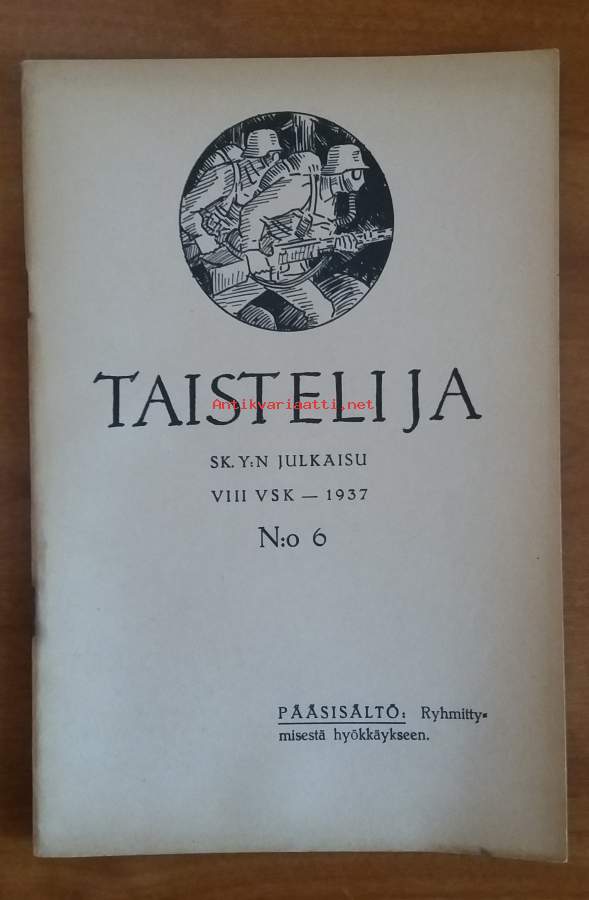 TAISTELIJA
Antikvariaatti.net
SK.Y:N JULKAISU
VIII VSK — 1937
N:o 6
PÄÄSISÄLTÖ: Ryhmitty=
misestä hyökkäykseen.